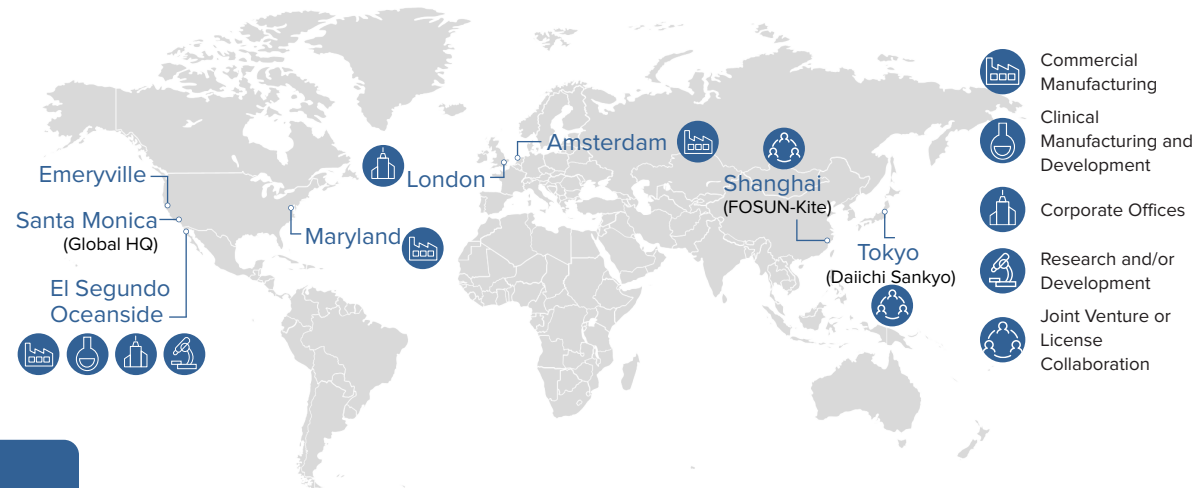 Emeryville
Santa Monica
(Global HQ)
El Segundo
Oceanside
Maryland
London
Amsterdam
Shanghai
(FOSUN-Kite)
Tokyo
(Daiichi Sankyo)
Commercial
Manufacturing
Clinical
Manufacturing and
Development
Corporate Offices
Research and/or
Development
Joint Venture or
License
Collaboration